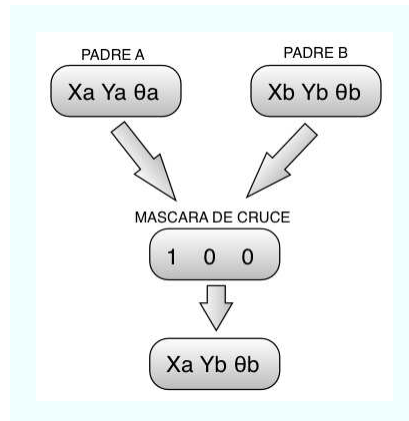 PADRE A
PADRE B
Xa Ya θa
Xb Yb θb
MASCARA DE CRUCE
1 0 0
Xa Yb θb